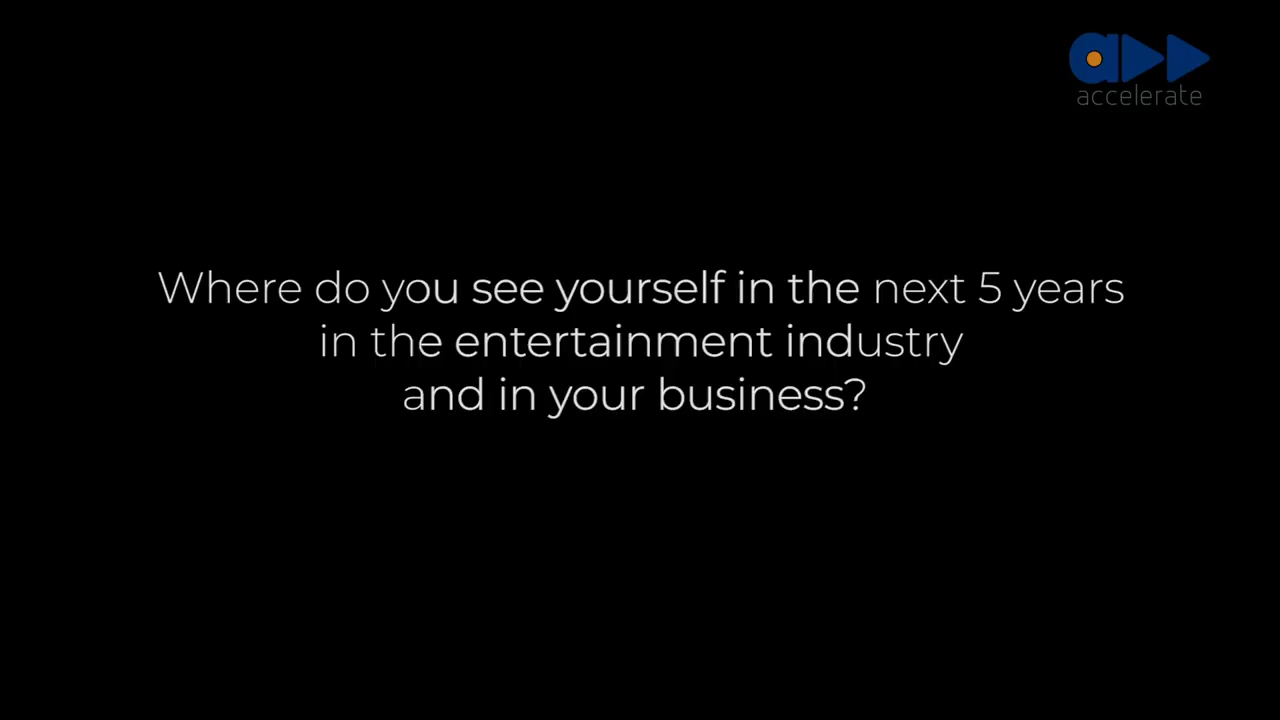 accelerate
Where do you see yourself in the next 5 years
in the entertainment industry
and in your business?